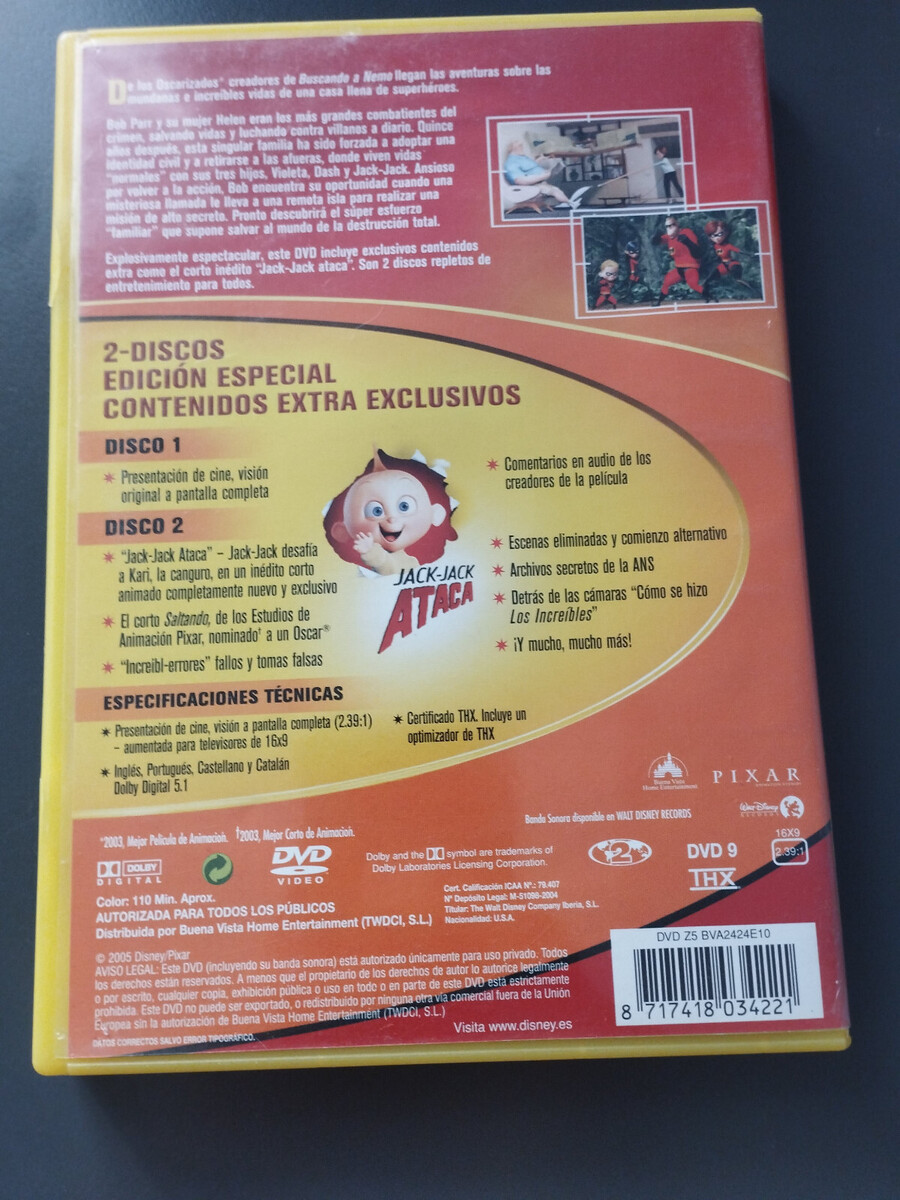 De los Oscarizados* creadores de Buscando a Nemo llegan las aventuras sobre las
mundanas e increíbles vidas de una casa llena de superhéroes.
Bob Parr y su mujer Helen eran los más grandes combatientes del
crimen, salvando vidas y luchando contra villanos a diario. Quince
años después, esta singular familia ha sido forzada a adoptar una
identidad civil y a retirarse a las afueras, donde viven vidas
"normales" con sus tres hijos, Violeta, Dash y Jack-Jack. Ansioso
por volver a la acción, Bob encuentra su oportunidad cuando una
misteriosa llamada le lleva a una remota isla para realizar una
misión de alto secreto. Pronto descubrirá el súper esfuerzo
"familiar" que supone salvar al mundo de la destrucción total.
Explosivamente espectacular, este DVD incluye exclusivos contenidos
extra como el corto inédito "Jack-Jack ataca". Son 2 discos repletos de
entretenimiento para todos.
2-DISCOS
EDICIÓN ESPECIAL
CONTENIDOS EXTRA EXCLUSIVOS
DISCO 1
* Presentación de cine, visión
original a pantalla completa
* Comentarios en audio de los
creadores de la película
DISCO 2
* "Jack-Jack Ataca" – Jack-Jack desafía
a Kari, la canguro, en un inédito corto
animado completamente nuevo y exclusivo
* El corto Saltando, de los Estudios de
Animación Pixar, nominado† a un Oscar®
* "Increíbl-errores" fallos y tomas falsas
JACK-JACK
ATACA
* Escenas eliminadas y comienzo alternativo
* Archivos secretos de la ANS
* Detrás de las cámaras "Cómo se hizo
Los Increíbles"
* ¡Y mucho, mucho más!
ESPECIFICACIONES TÉCNICAS
* Presentación de cine, visión a pantalla completa (2.39:1)
– aumentada para televisores de 16x9
* Inglés, Portugués, Castellano y Catalán
Dolby Digital 5.1
* Certificado THX. Incluye un
optimizador de THX
Buena Vista
Home Entertainment
PIXAR
ANIMATION STUDIOS
Banda Sonora disponible en WALT DISNEY RECORDS
Walt Disney
RECORDS
*2003, Mejor Película de Animación. †2003, Mejor Corto de Animación.
DOLBY
DIGITAL
DVD
VIDEO
Dolby and the DD symbol are trademarks of
Dolby Laboratories Licensing Corporation.
2
DVD 9
THX
16X9
2.39:1
Color: 110 Min. Aprox.
AUTORIZADA PARA TODOS LOS PÚBLICOS
Distribuida por Buena Vista Home Entertainment (TWDCI, S.L.)
Cert. Calificación ICAA Nº.: 79.407
Nº Depósito Legal: M-51098-2004
Titular: The Walt Disney Company Iberia, S.L.
Nacionalidad: U.S.A.
© 2005 Disney/Pixar
AVISO LEGAL: Este DVD (incluyendo su banda sonora) está autorizado únicamente para uso privado. Todos
los derechos están reservados. A menos que el propietario de los derechos de autor lo autorice legalmente
o por escrito, cualquier copia, exhibición pública o uso en todo o en parte de este DVD está estrictamente
prohibida. Este DVD no puede ser exportado, o redistribuido por ninguna otra vía comercial fuera de la Unión
Europea sin la autorización de Buena Vista Home Entertainment (TWDCI, S.L.)
DATOS CORRECTOS SALVO ERROR TIPOGRÁFICO.
Visita www.disney.es
DVD Z5 BVA2424E10
8 717418 034221